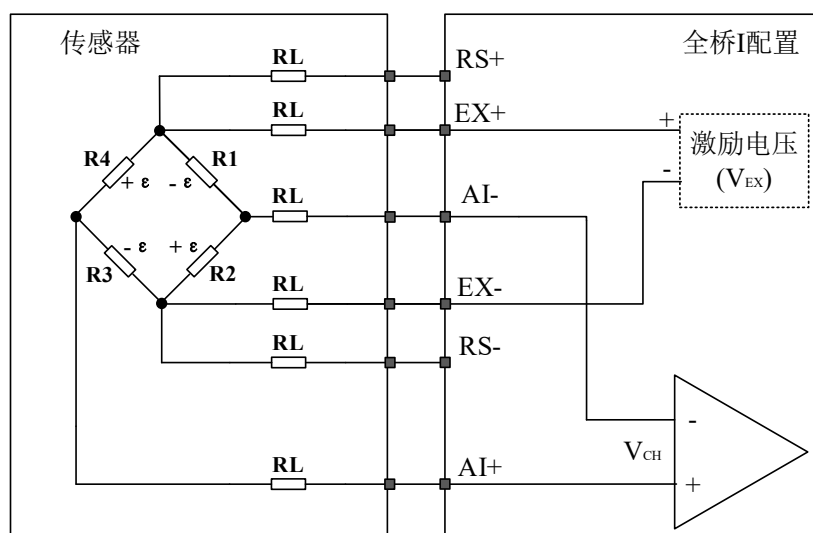 传感器
全桥I配置
RL
RS+
RL
EX+
+
激励电压
(VEX)
-
R4
R1
+ ε
- ε
RL
AI-
- ε
+ ε
R3
R2
RL
EX-
RL
RS-
-
VCH
RL
AI+
+